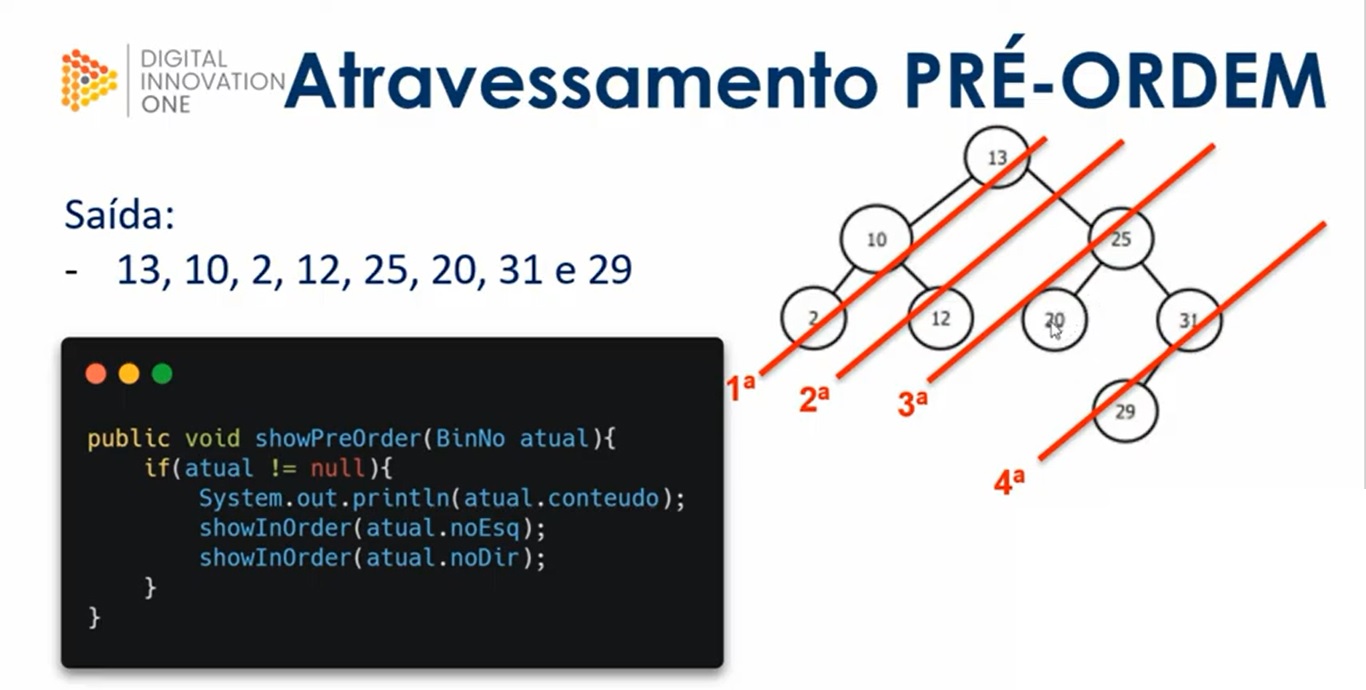 DIGITAL
INNOVATION
ONE
Atravessamento PRÉ-ORDEM
Saída:
- 13, 10, 2, 12, 25, 20, 31 e 29
public void showPreOrder(BinNo atual){
if(atual != null){
System.out.println(atual.conteudo);
showInOrder(atual.noEsq);
showInOrder(atual.noDir);
}
}
13
10
25
2
12
20
31
29
1ª
2ª
3ª
4ª